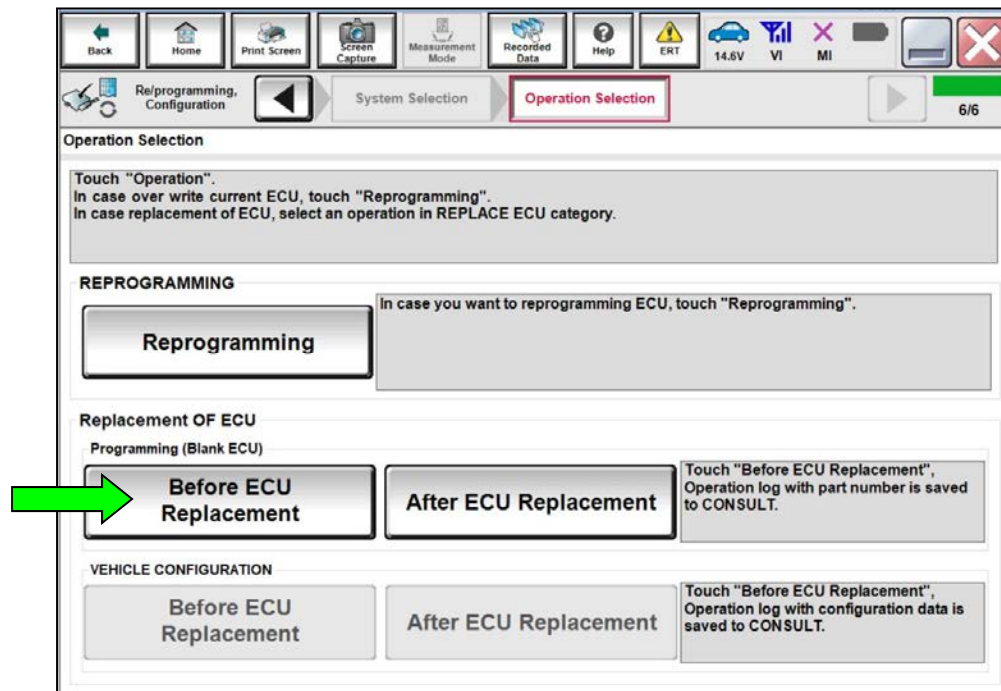 Back
Home
Print Screen
Screen
Capture
Measurement
Mode
Recorded
Data
Help
ERT
14.6V
VI
MI
Re/programming,
Configuration
System Selection
Operation Selection
6/6
Operation Selection
Touch "Operation".
In case over write current ECU, touch "Reprogramming".
In case replacement of ECU, select an operation in REPLACE ECU category.
REPROGRAMMING
Reprogramming
In case you want to reprogramming ECU, touch "Reprogramming".
Replacement OF ECU
Programming (Blank ECU)
Before ECU
Replacement
After ECU Replacement
Touch "Before ECU Replacement",
Operation log with part number is saved
to CONSULT.
VEHICLE CONFIGURATION
Before ECU
Replacement
After ECU Replacement
Touch "Before ECU Replacement",
Operation log with configuration data is
saved to CONSULT.